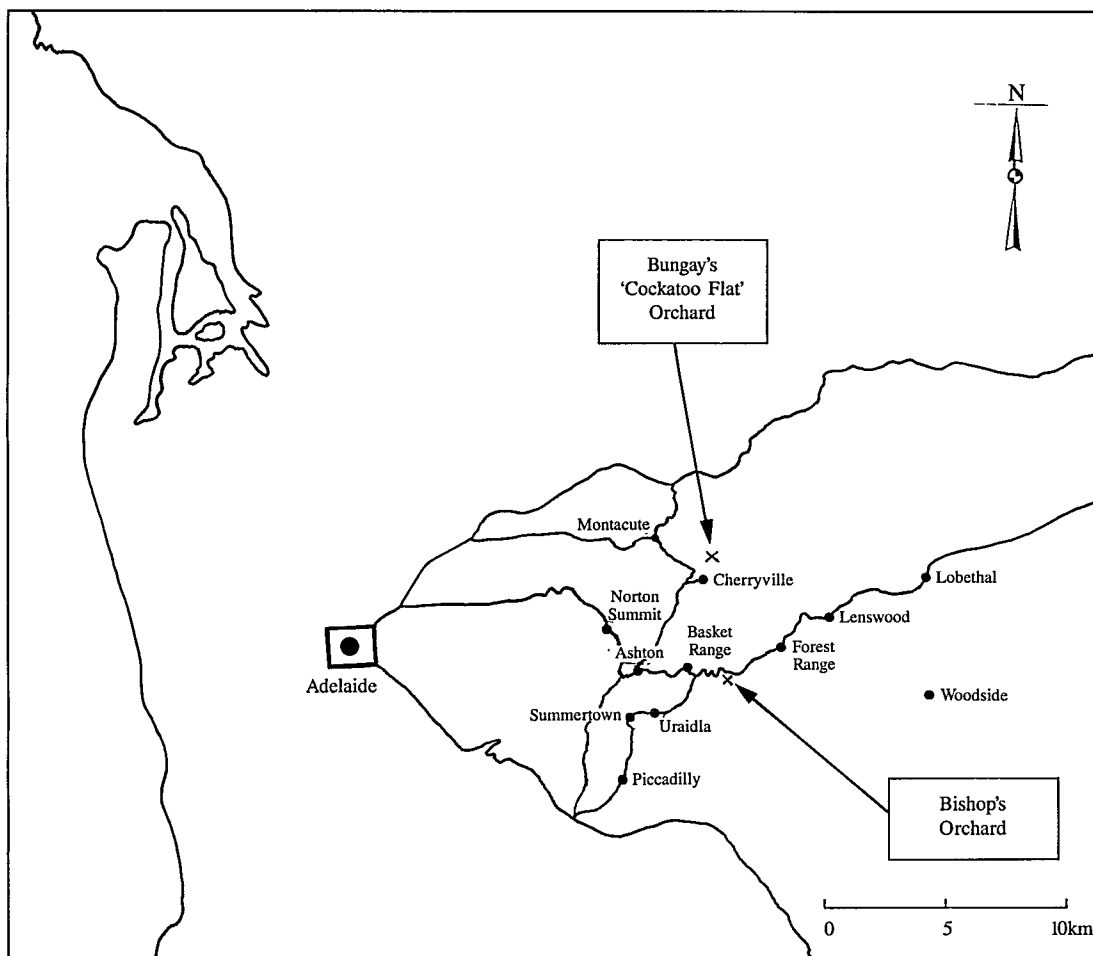 N
Bungay's
'Cockatoo Flat'
Orchard
Montacute
Cherryville
Lobethal
Norton
Summit
Lenswood
Basket
Range
Ashton
Forest
Range
Adelaide
Woodside
Summertown
Uraidla
Piccadilly
Bishop's
Orchard
0 5 10km